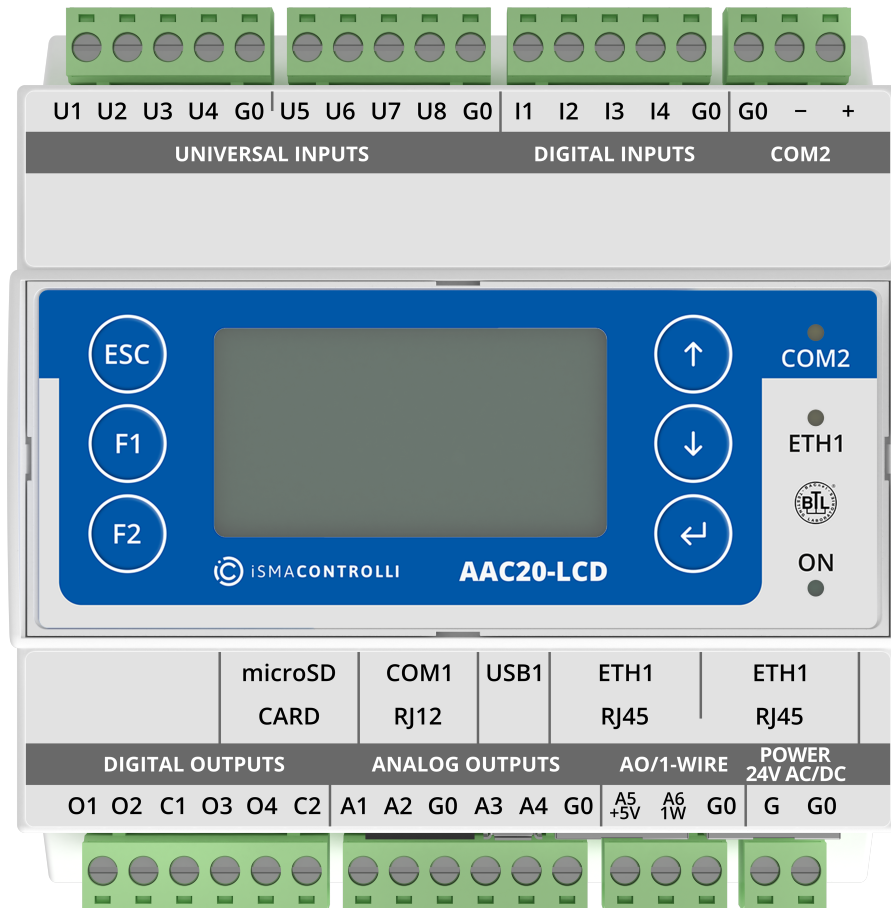 U1 U2 U3 U4 G0 U5 U6 U7 U8 G0 I1 I2 I3 I4 G0 G0 − +
UNIVERSAL INPUTS DIGITAL INPUTS COM2
ESC
F1
F2
↑
↓
↵
COM2
ETH1
BTL
ON
iSMACONTROLLI AAC20-LCD
microSD COM1 USB1 ETH1 ETH1
CARD RJ12 RJ45 RJ45
DIGITAL OUTPUTS ANALOG OUTPUTS AO/1-WIRE POWER
24V AC/DC
O1 O2 C1 O3 O4 C2 A1 A2 G0 A3 A4 G0 A5 A6 G0 G G0
+5V 1W